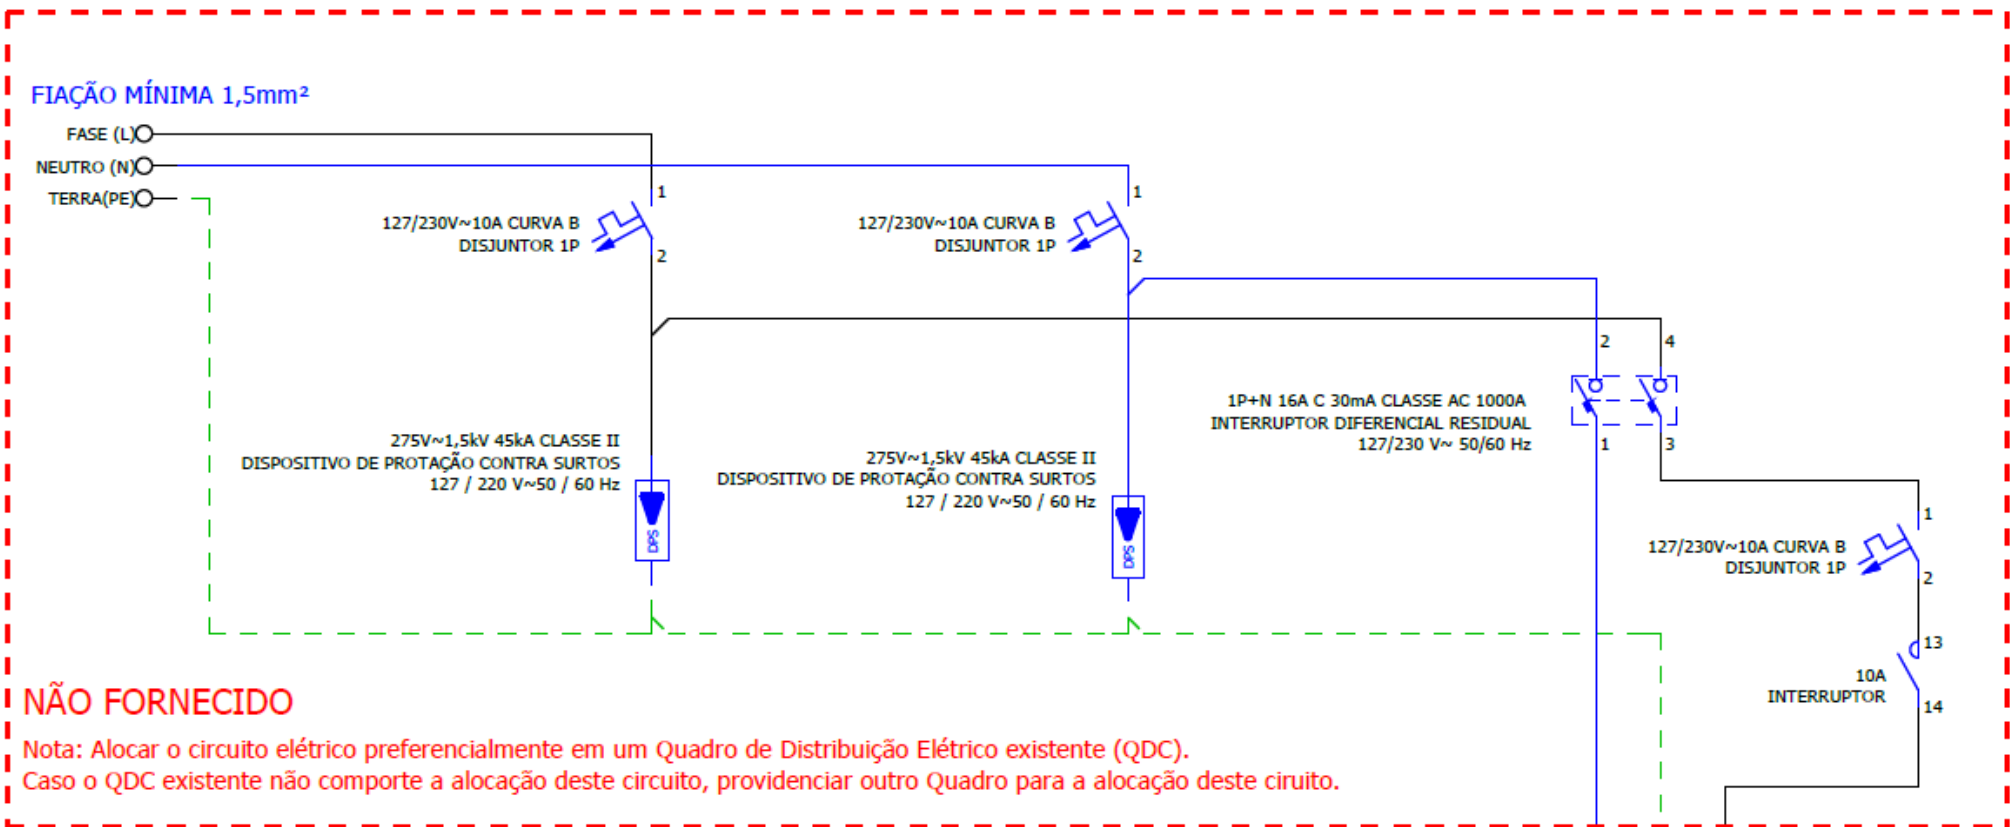 FIAÇÃO MÍNIMA 1,5mm²
FASE (L)
NEUTRO (N)
TERRA(PE)
1
127/230V~10A CURVA B
DISJUNTOR 1P
2
1
127/230V~10A CURVA B
DISJUNTOR 1P
2
275V~1,5kV 45kA CLASSE II
DISPOSITIVO DE PROTAÇÃO CONTRA SURTOS
127 / 220 V~50 / 60 Hz
DPS
275V~1,5kV 45kA CLASSE II
DISPOSITIVO DE PROTAÇÃO CONTRA SURTOS
127 / 220 V~50 / 60 Hz
DPS
2
4
1P+N 16A C 30mA CLASSE AC 1000A
INTERRUPTOR DIFERENCIAL RESIDUAL
127/230 V~ 50/60 Hz
1
3
1
127/230V~10A CURVA B
DISJUNTOR 1P
2
13
10A
INTERRUPTOR
14
NÃO FORNECIDO
Nota: Alocar o circuito elétrico preferencialmente em um Quadro de Distribuição Elétrico existente (QDC).
Caso o QDC existente não comporte a alocação deste circuito, providenciar outro Quadro para a alocação deste ciruito.